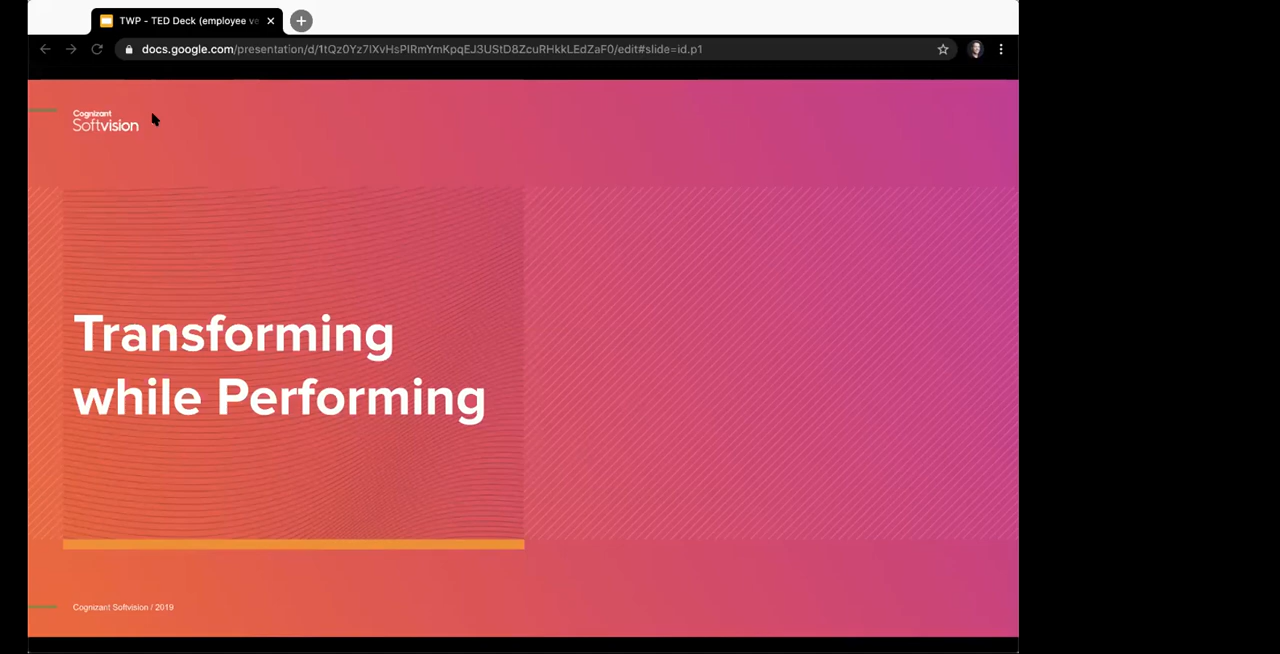 TWP - TED Deck (employee ve
docs.google.com/presentation/d/1tQz0Yz7IXvHsPIRmYmKpqEJ3UStD8ZcuRHkkLEdZaF0/edit#slide=id.p1
Cognizant
Softvision
Transforming
while Performing
Cognizant Softvision / 2019